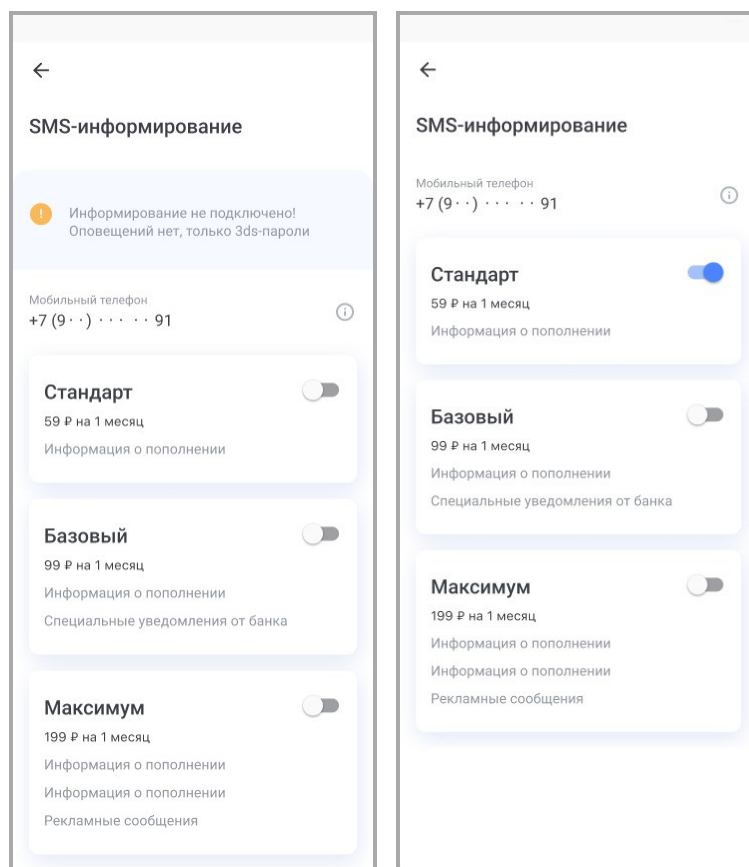 SMS-информирование
!
Информирование не подключено!
Оповещений нет, только 3ds-пароли
Мобильный телефон
+7 (9··) ··· ·· 91
Стандарт
59 ₽ на 1 месяц
Информация о пополнении
Базовый
99 ₽ на 1 месяц
Информация о пополнении
Специальные уведомления от банка
Максимум
199 ₽ на 1 месяц
Информация о пополнении
Информация о пополнении
Рекламные сообщения
SMS-информирование
Мобильный телефон
+7 (9··) ··· ·· 91
Стандарт
59 ₽ на 1 месяц
Информация о пополнении
Базовый
99 ₽ на 1 месяц
Информация о пополнении
Специальные уведомления от банка
Максимум
199 ₽ на 1 месяц
Информация о пополнении
Информация о пополнении
Рекламные сообщения